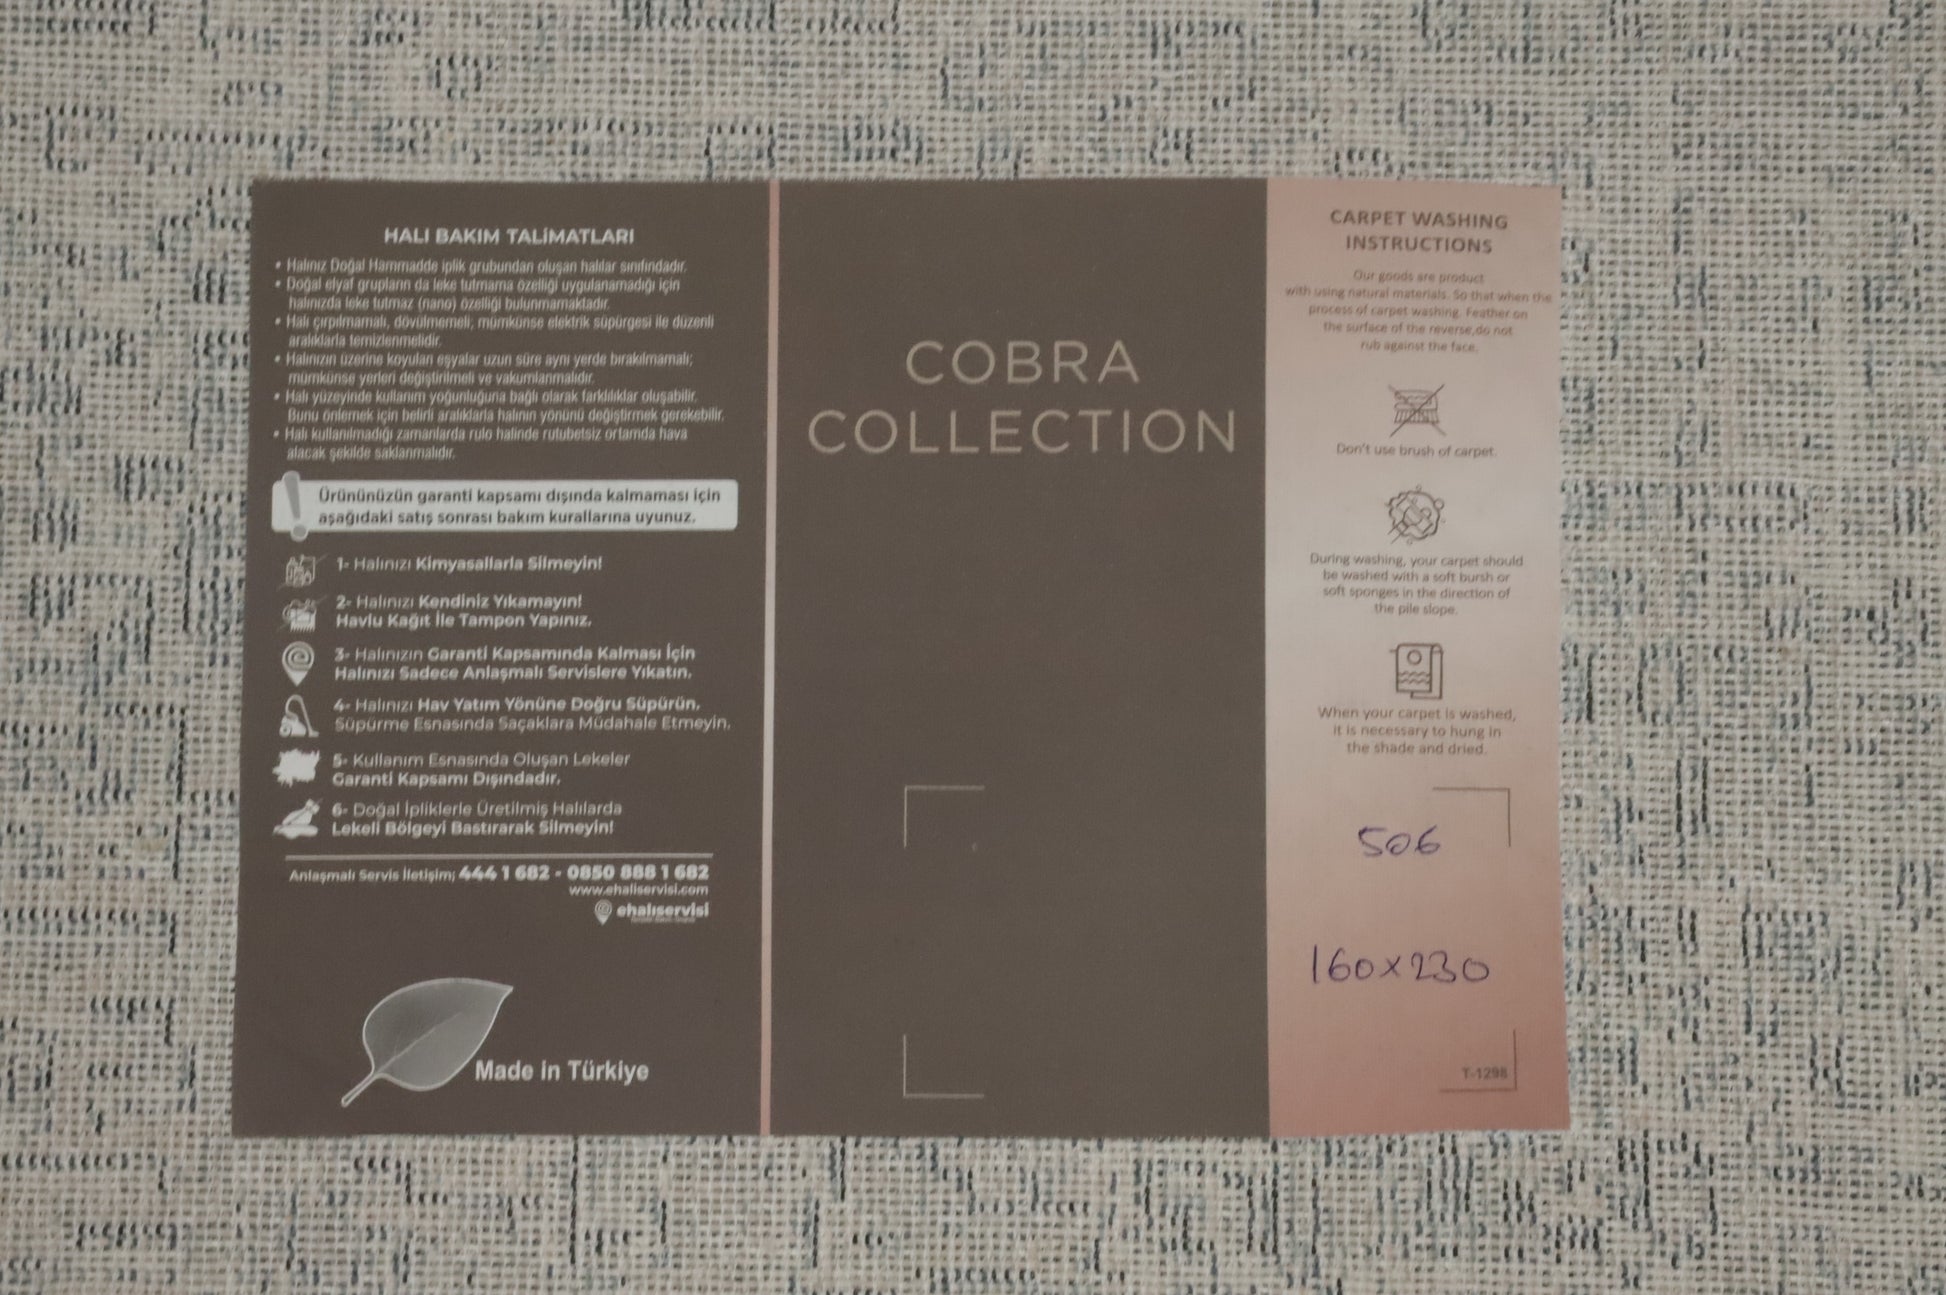 HALI BAKIM TALİMATLARI
• Halınız Doğal Hammadde iplik grubundan oluşan halılar sınıfındadır.
• Doğal elyaf grupların da leke tutmama özelliği uygulanamadığı için
halınızda leke tutmaz (nano) özelliği bulunmamaktadır.
• Halı çırpılmamalı, dövülmemeli, mümkünse elektrik süpürgesi ile düzenli
aralıklarla temizlenmelidir.
• Halınızın üzerine koyulan eşyalar uzun süre aynı yerde bırakılmamalı;
mümkünse yerleri değiştirilmeli ve vakumlanmalıdır.
• Halı yüzeyinde kullanım yoğunluğuna bağlı olarak farklılıklar oluşabilir.
Bunu önlemek için belirli aralıklarla halının yönünü değiştirmek gerekebilir.
• Halı kullanılmadığı zamanlarda rulo halinde rutubetsiz ortamda hava
alacak şekilde saklanmalıdır.
Ürününüzün garanti kapsamı dışında kalmaması için
aşağıdaki satış sonrası bakım kurallarına uyunuz.
1- Halınızı Kimyasallarla Silmeyin!
2- Halınızı Kendiniz Yıkamayın!
Havlu Kağıt İle Tampon Yapınız.
3- Halınızın Garanti Kapsamında Kalması İçin
Halınızı Sadece Anlaşmalı Servislere Yıkatın.
4- Halınızı Hav Yatım Yönüne Doğru Süpürün.
Süpürme Esnasında Saçaklara Müdahale Etmeyin.
5- Kullanım Esnasında Oluşan Lekeler
Garanti Kapsamı Dışındadır.
6- Doğal İpliklerle Üretilmiş Halılarda
Lekeli Bölgeyi Bastırarak Silmeyin!
Anlaşmalı Servis İletişim; 444 1 682 - 0850 888 1 682
www.ehaliservisi.com
ehalıservisi
Made in Türkiye
COBRA
COLLECTION
CARPET WASHING
INSTRUCTIONS
Our goods are product
with using natural materials. So that when the
process of carpet washing. Feather on
the surface of the reverse,do not
rub against the face.
Don't use brush of carpet.
During washing, your carpet should
be washed with a soft bursh or
soft sponges in the direction of
the pile slope.
When your carpet is washed,
it is necessary to hung in
the shade and dried.
506
160x230
T-1298